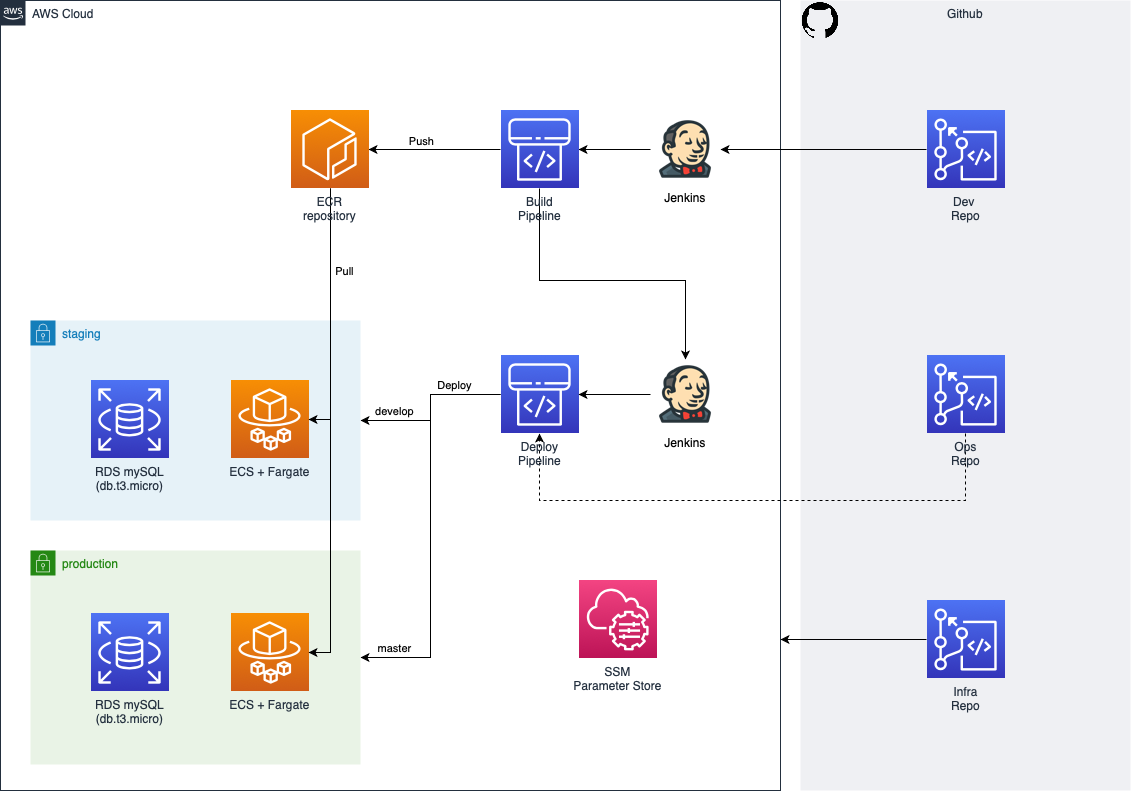 aws
AWS Cloud
Github
Push
Jenkins
ECR
repository
Build
Pipeline
Dev
Repo
Pull
staging
Deploy
develop
RDS mySQL
(db.t3.micro)
ECS + Fargate
Deploy
Pipeline
Jenkins
Ops
Repo
production
master
RDS mySQL
(db.t3.micro)
ECS + Fargate
SSM
Parameter Store
Infra
Repo